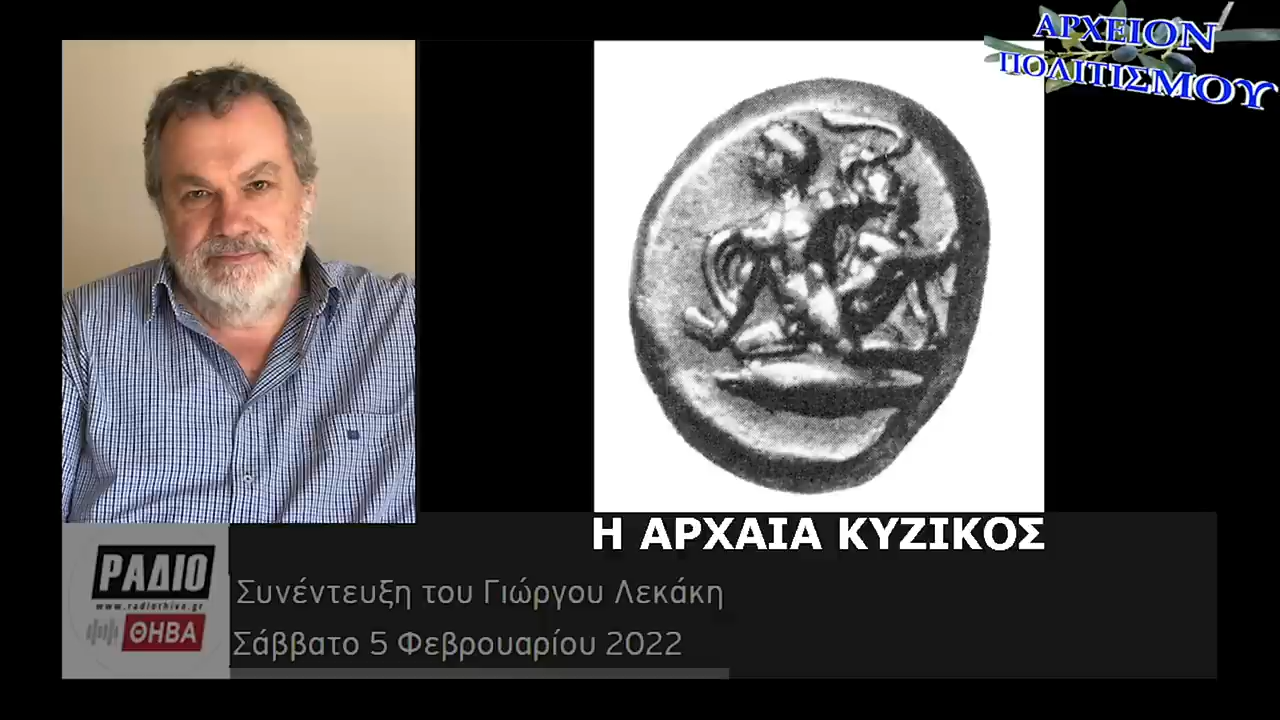 ΑΡΧΕΙΟΝ
ΠΟΛΙΤΙΣΜΟΥ
Η ΑΡΧΑΙΑ ΚΥΖΙΚΟΣ
ΡΑΔΙΟ
www.radiothiva.gr
ΘΗΒΑ
Συνέντευξη του Γιώργου Λεκάκη
Σάββατο 5 Φεβρουαρίου 2022